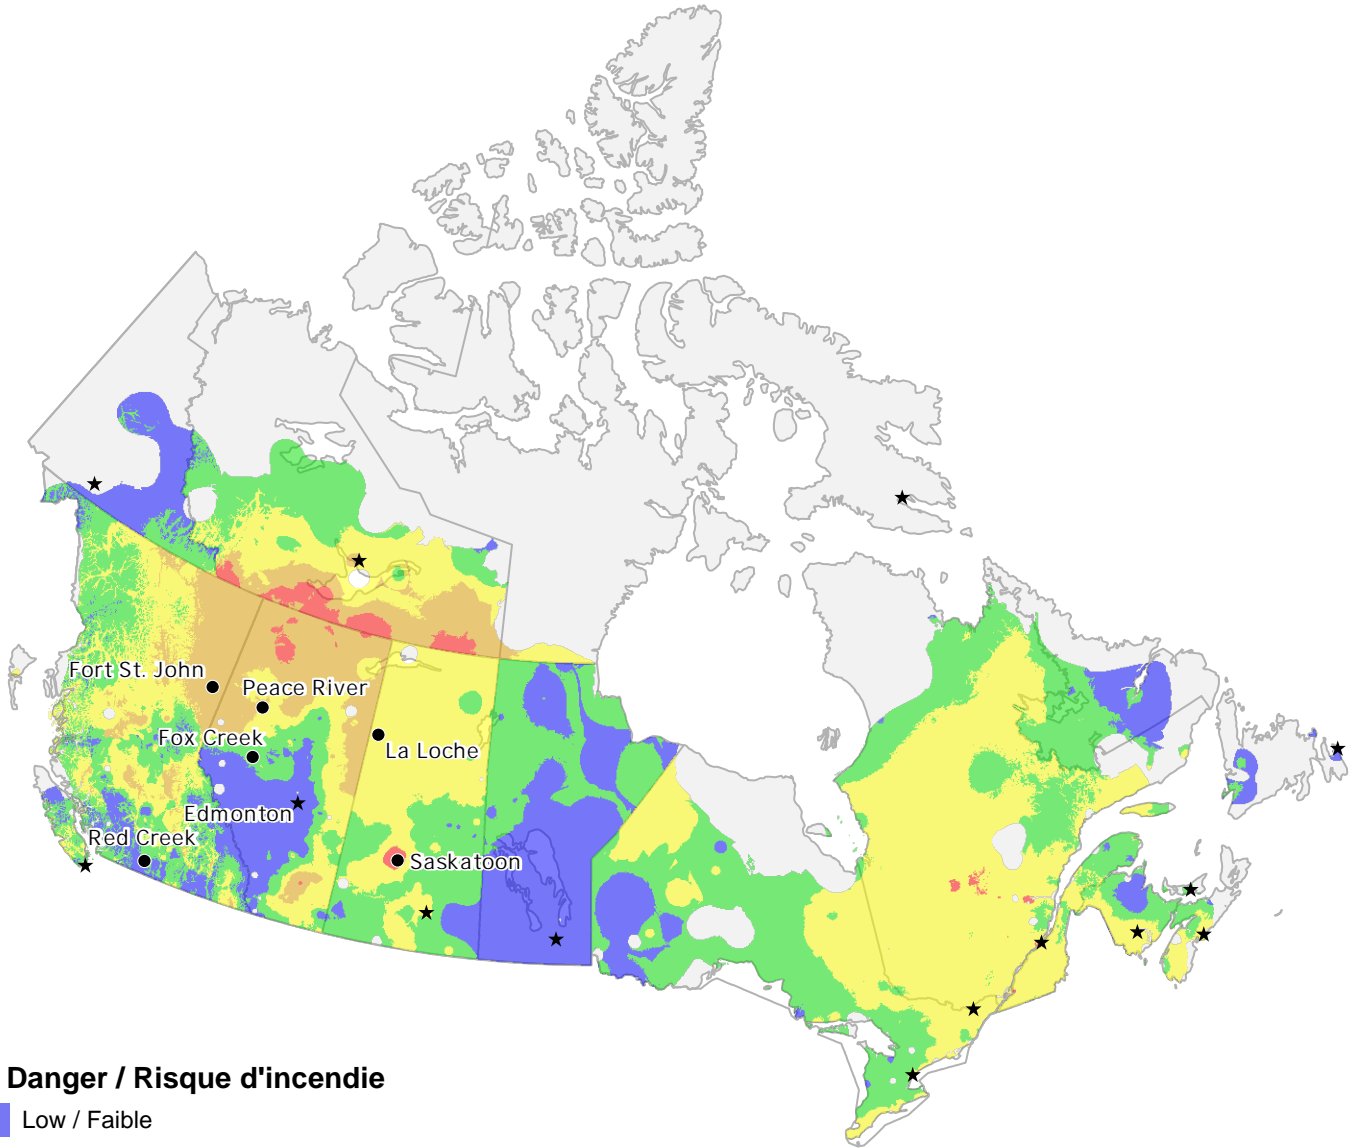 Fort St. John
Peace River
Fox Creek
La Loche
Edmonton
Red Creek
Saskatoon
Danger / Risque d'incendie
Low / Faible